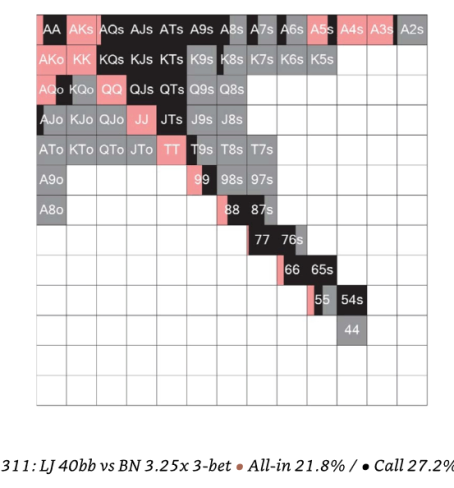 AA AKs AQs AJs ATs A9s A8s A7s A6s A5s A4s A3s A2s
AKo KK KQs KJs KTs K9s K8s K7s K6s K5s
AQo KQo QQ QJs QTs Q9s Q8s
AJo KJo QJo JJ JTs J9s J8s
ATo KTo QTo JTo TT T9s T8s T7s
A9o 99 98s 97s
A8o 88 87s
77 76s
66 65s
55 54s
44
311: LJ 40bb vs BN 3.25x 3-bet • All-in 21.8% / • Call 27.2%